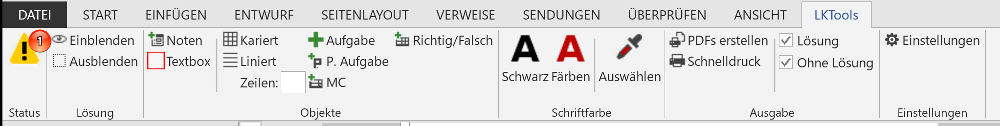 DATEI START EINFÜGEN ENTWURF SEITENLAYOUT VERWEISE SENDUNGEN ÜBERPRÜFEN ANSICHT LKTools
1 Einblenden Noten Kariert Aufgabe Richtig/Falsch A A PDFs erstellen Lösung Einstellungen
Ausblenden Textbox Liniert P. Aufgabe Schnelldruck Ohne Lösung
Zeilen: MC Schwarz Färben Auswählen
Status Lösung Objekte Schriftfarbe Ausgabe Einstellungen